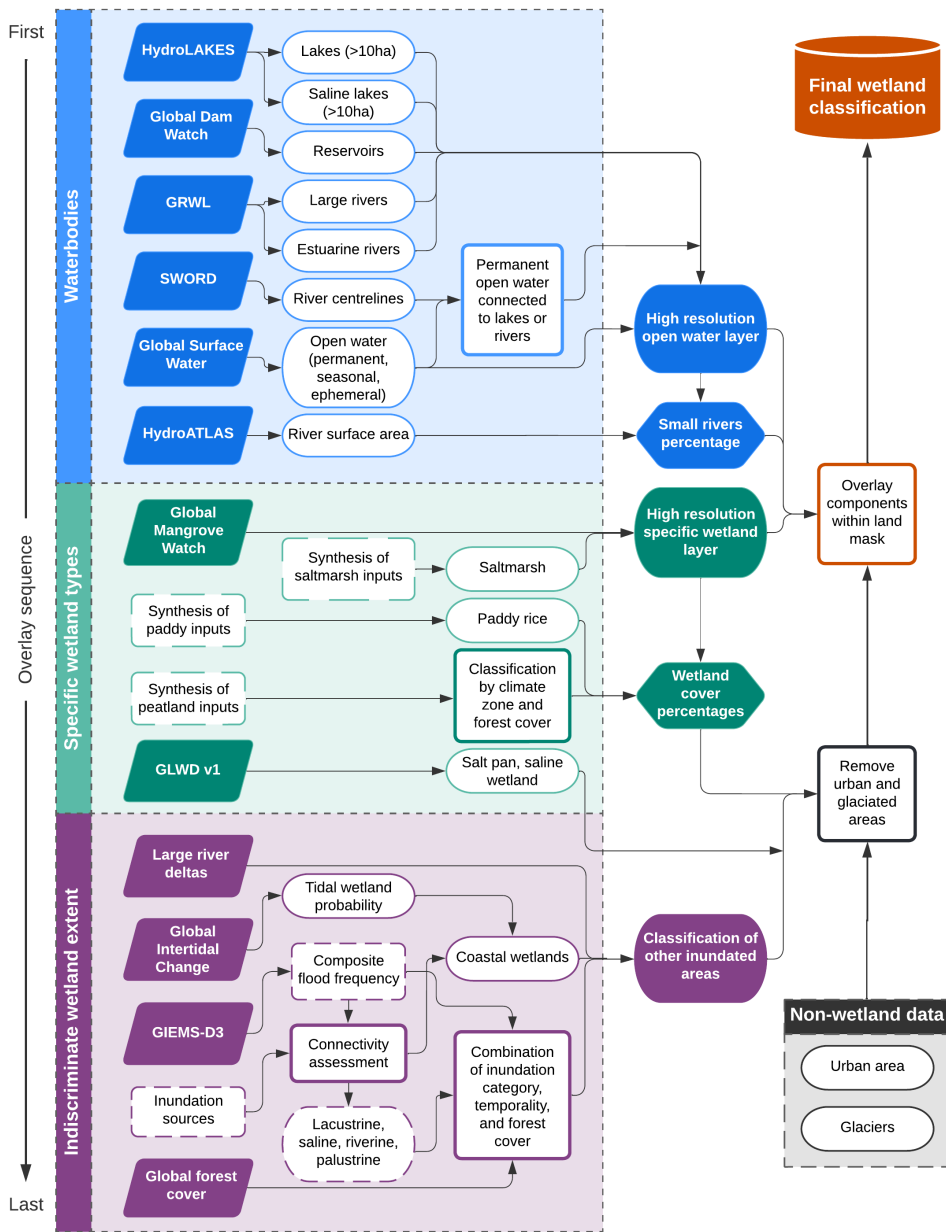 First
Overlay sequence
Last
Waterbodies
HydroLAKES
Lakes (>10ha)
Saline lakes
(>10ha)
Global Dam
Watch
Reservoirs
GRWL
Large rivers
Estuarine rivers
SWORD
River centrelines
Permanent
open water
connected
to lakes or
rivers
Global Surface
Water
Open water
(permanent,
seasonal,
ephemeral)
HydroATLAS
River surface area
High resolution
open water layer
Small rivers
percentage
Final wetland
classification
Specific wetland types
Global
Mangrove
Watch
Synthesis of
saltmarsh inputs
Saltmarsh
Synthesis of
paddy inputs
Paddy rice
Synthesis of
peatland inputs
Classification
by climate
zone and
forest cover
GLWD v1
Salt pan, saline
wetland
High resolution
specific wetland
layer
Wetland
cover
percentages
Overlay
components
within land
mask
Remove
urban and
glaciated
areas
Indiscriminate wetland extent
Large river
deltas
Tidal wetland
probability
Global
Intertidal
Change
Composite
flood frequency
Coastal wetlands
GIEMS-D3
Connectivity
assessment
Combination
of inundation
category,
temporality,
and forest
cover
Inundation
sources
Lacustrine,
saline, riverine,
palustrine
Global forest
cover
Classification
of other
inundated
areas
Non-wetland data
Urban area
Glaciers